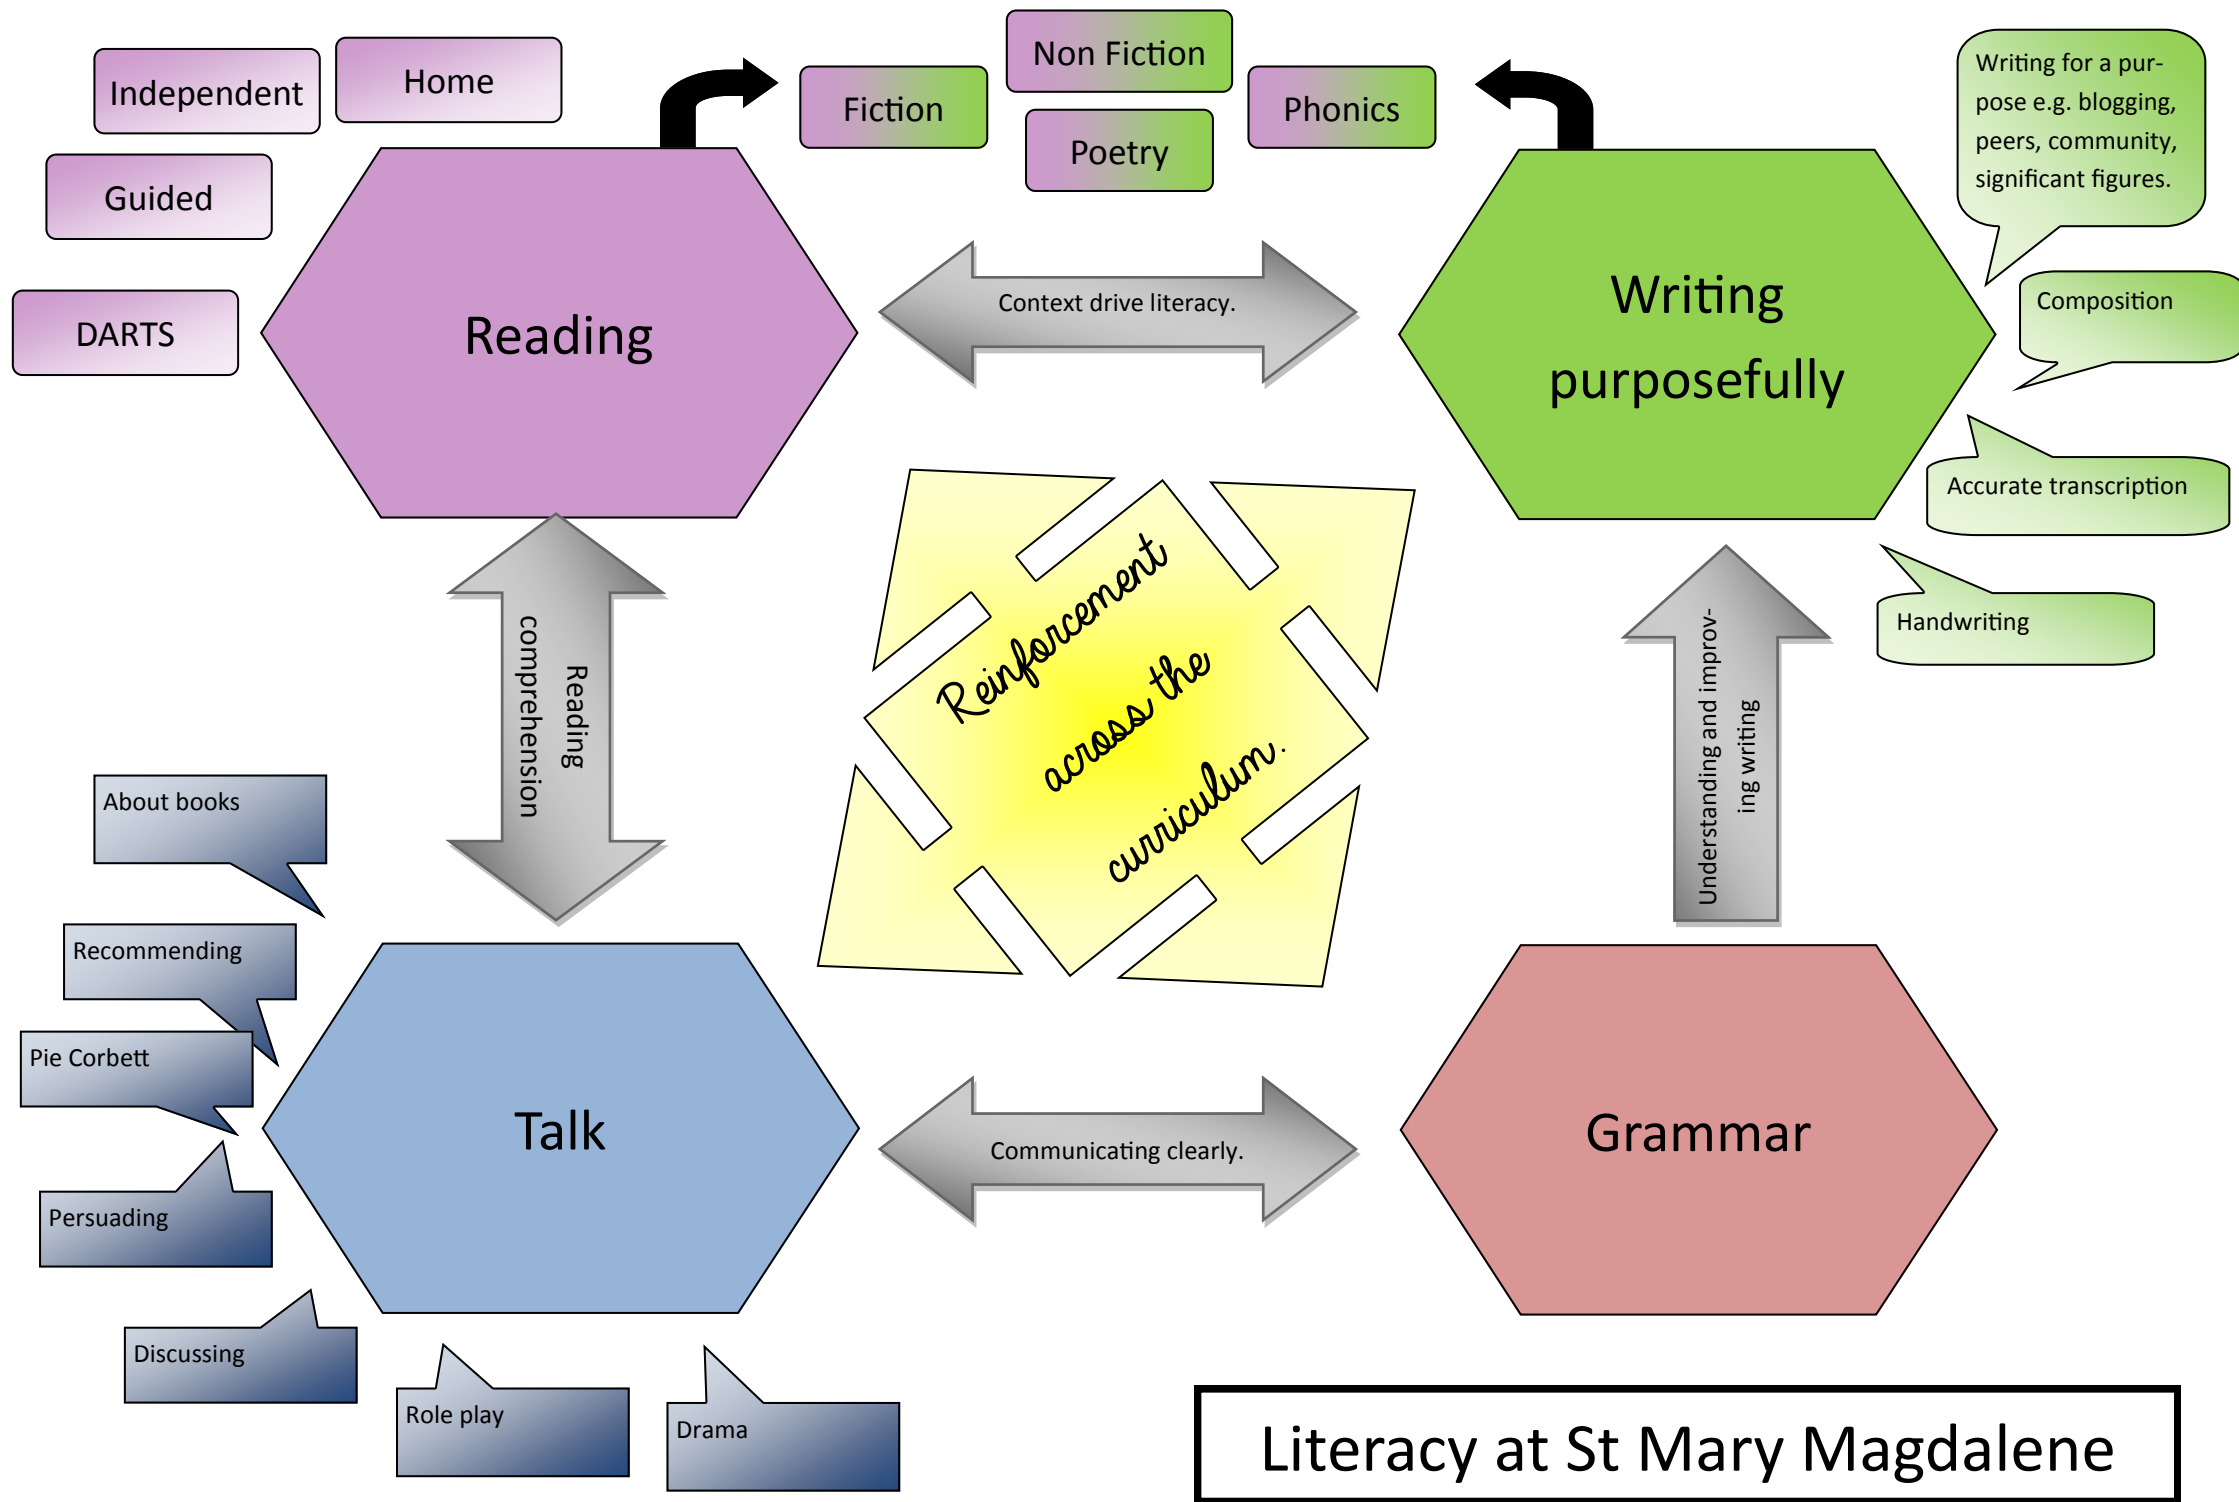 Independent
Home
Guided
DARTS
Reading
Fiction
Non Fiction
Poetry
Phonics
Writing
purposefully
Writing for a pur-
pose e.g. blogging,
peers, community,
significant figures.
Composition
Accurate transcription
Handwriting
Context drive literacy.
Reading
comprehension
Reinforcement
across the
curriculum.
Understanding and improv-
ing writing
About books
Recommending
Pie Corbett
Persuading
Discussing
Role play
Drama
Talk
Communicating clearly.
Grammar
Literacy at St Mary Magdalene